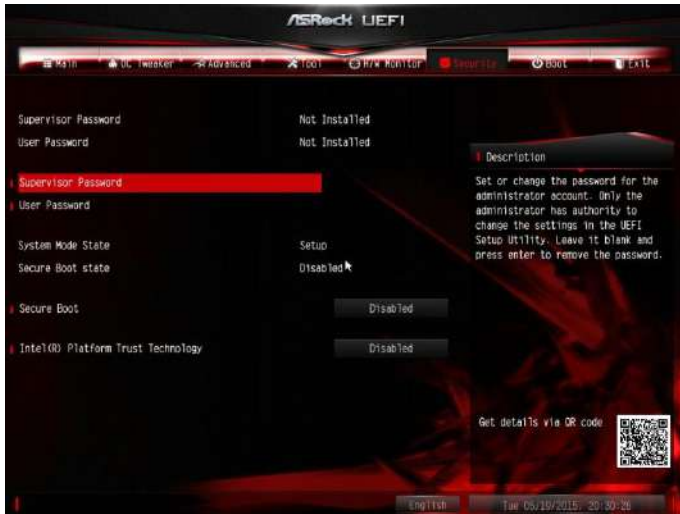 ASRock UEFI
Main OC Tweaker Advanced Tool H/W Monitor Security Boot Exit
Supervisor Password Not Installed
User Password Not Installed
Supervisor Password
User Password
System Mode State Setup
Secure Boot state Disabled
Secure Boot Disabled
Intel(R) Platform Trust Technology Disabled
Description
Set or change the password for the
administrator account. Only the
administrator has authority to
change the settings in the UEFI
Setup Utility. Leave it blank and
press enter to remove the password.
Get details via QR code
English Tue 05/19/2015, 20:30:26